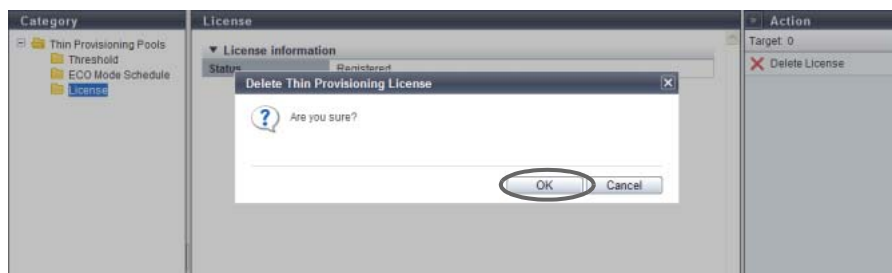 Category
Thin Provisioning Pools
Threshold
ECO Mode Schedule
License
License
License information
Status Registered
Delete Thin Provisioning License
Are you sure?
OK Cancel
Action
Target: 0
Delete License